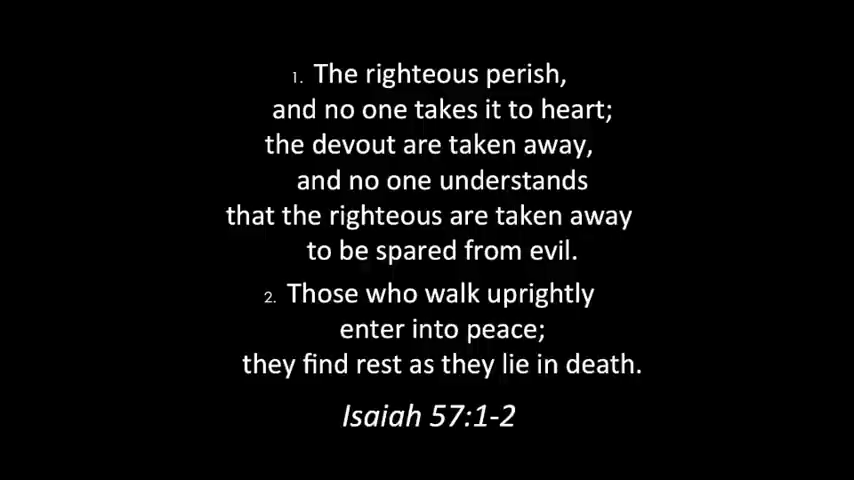 1. The righteous perish,
and no one takes it to heart;
the devout are taken away,
and no one understands
that the righteous are taken away
to be spared from evil.
2. Those who walk uprightly
enter into peace;
they find rest as they lie in death.
Isaiah 57:1-2